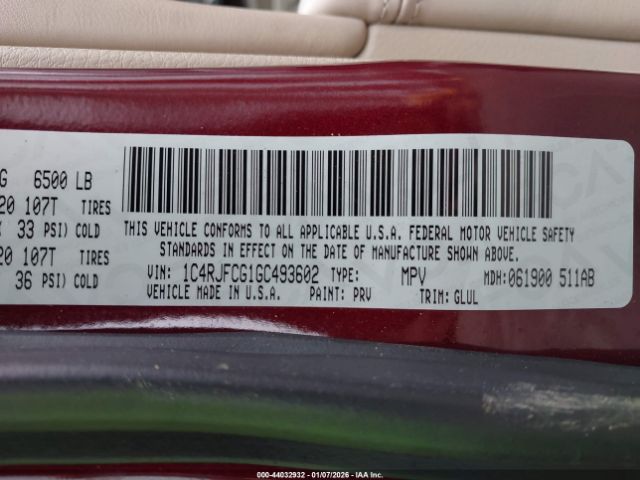 G 6500 LB
20 107T TIRES
33 PSI) COLD
20 107T TIRES
36 PSI) COLD
THIS VEHICLE CONFORMS TO ALL APPLICABLE U.S.A. FEDERAL MOTOR VEHICLE SAFETY
STANDARDS IN EFFECT ON THE DATE OF MANUFACTURE SHOWN ABOVE.
VIN: 1C4RJFCG1GC493602 TYPE: MPV MDH:061900 511AB
VEHICLE MADE IN U.S.A. PAINT: PRV TRIM: GLUL
000-44032932 - 01/07/2026 - IAA Inc.